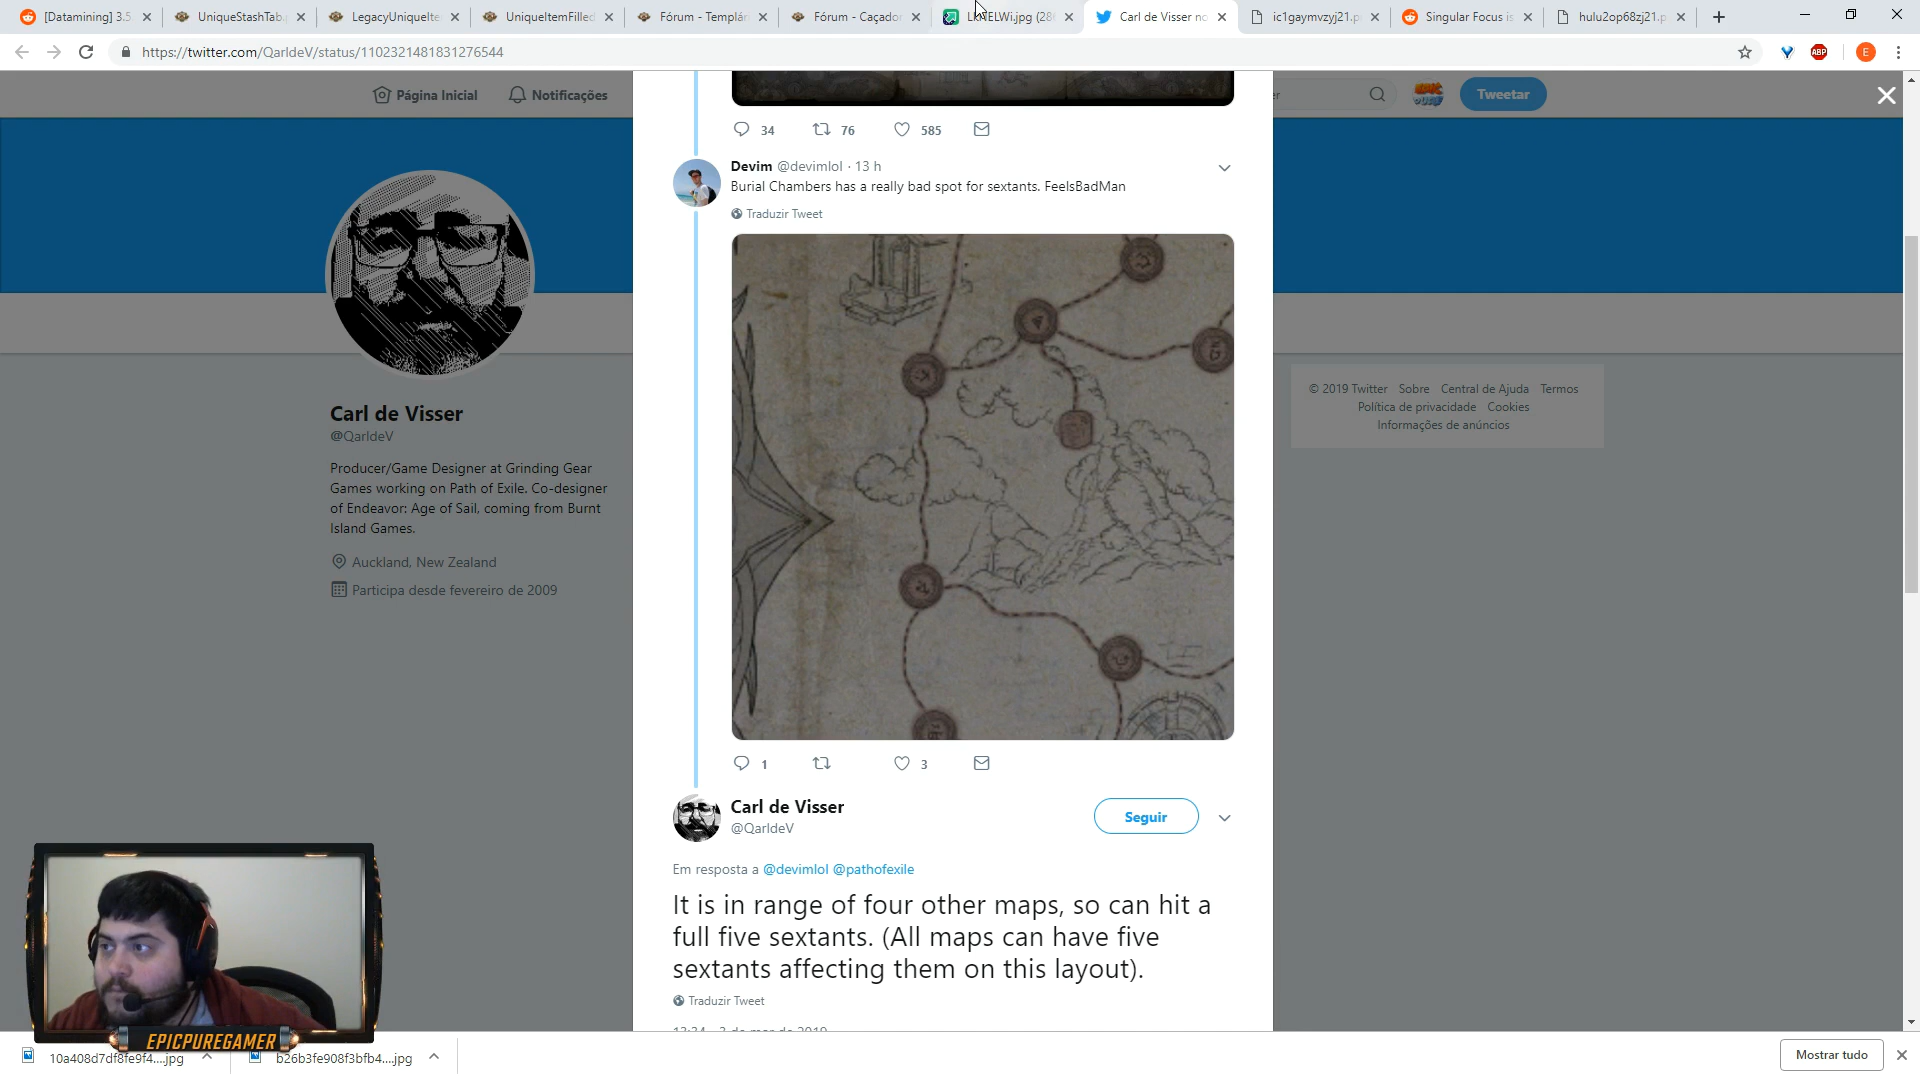 [Datamining] 3.5
UniqueStashTab.
LegacyUniqueIte
UniqueItemFilled
Fórum - Templár
Fórum - Caçador
Carl de Visser no
ic1gaymvzyj21.p
Singular Focus is
hulu2op68zj21.p
https://twitter.com/QarldeV/status/1102321481831276544
ABP
E
Página Inicial
Notificações
er
Tweetar
34
76
585
Devim @devimlol · 13 h
Burial Chambers has a really bad spot for sextants. FeelsBadMan
Traduzir Tweet
Carl de Visser
@QarldeV
Producer/Game Designer at Grinding Gear
Games working on Path of Exile. Co-designer
of Endeavor: Age of Sail, coming from Burnt
Island Games.
Auckland, New Zealand
Participa desde fevereiro de 2009
© 2019 Twitter Sobre Central de Ajuda Termos
Política de privacidade Cookies
Informações de anúncios
1
3
Carl de Visser
@QarldeV
Seguir
Em resposta a @devimlol @pathofexile
It is in range of four other maps, so can hit a
full five sextants. (All maps can have five
sextants affecting them on this layout).
Traduzir Tweet
EPICPUREGAMER
10a408d7df8fe9f4....jpg
b26b3fe908f3bfb4....jpg
Mostrar tudo